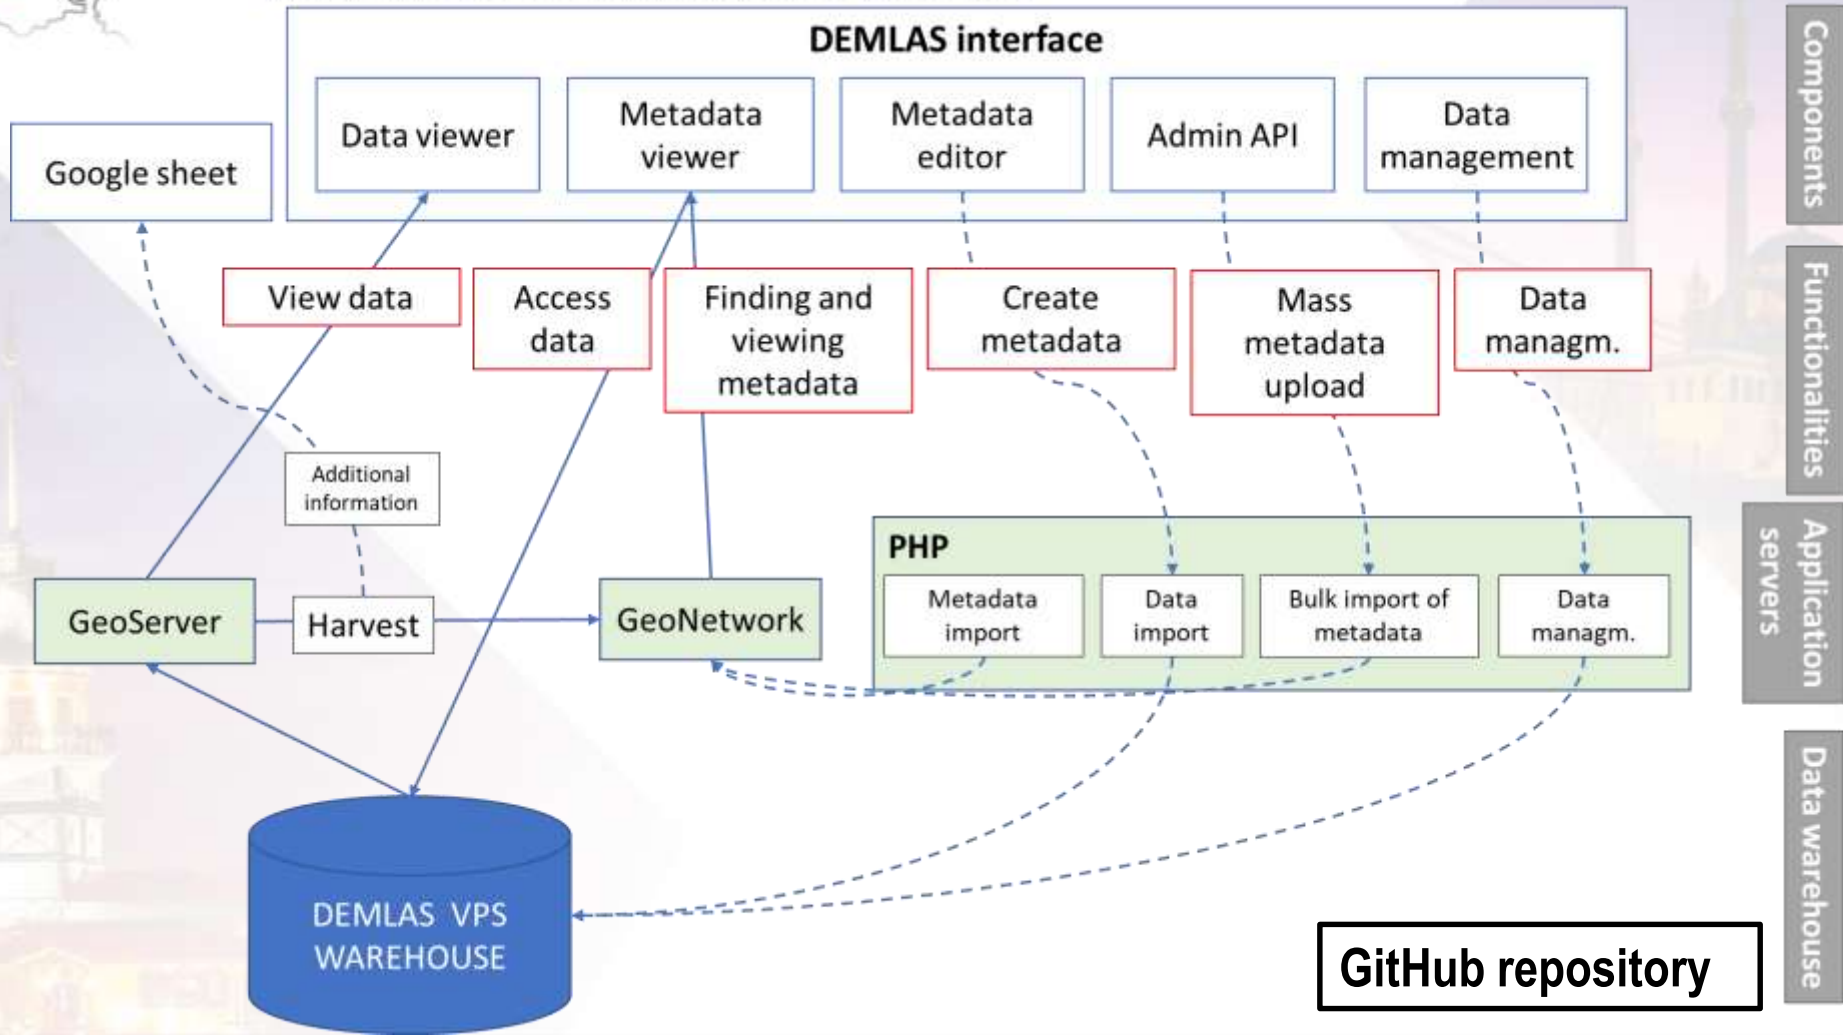 DEMLAS interface
Google sheet
Data viewer
Metadata
viewer
Metadata
editor
Admin API
Data
management
Components
View data
Access
data
Finding and
viewing
metadata
Create
metadata
Mass
metadata
upload
Data
managm.
Functionalities
Additional
information
GeoServer
Harvest
GeoNetwork
PHP
Metadata
import
Data
import
Bulk import of
metadata
Data
managm.
Application
servers
DEMLAS VPS
WAREHOUSE
GitHub repository
Data warehouse